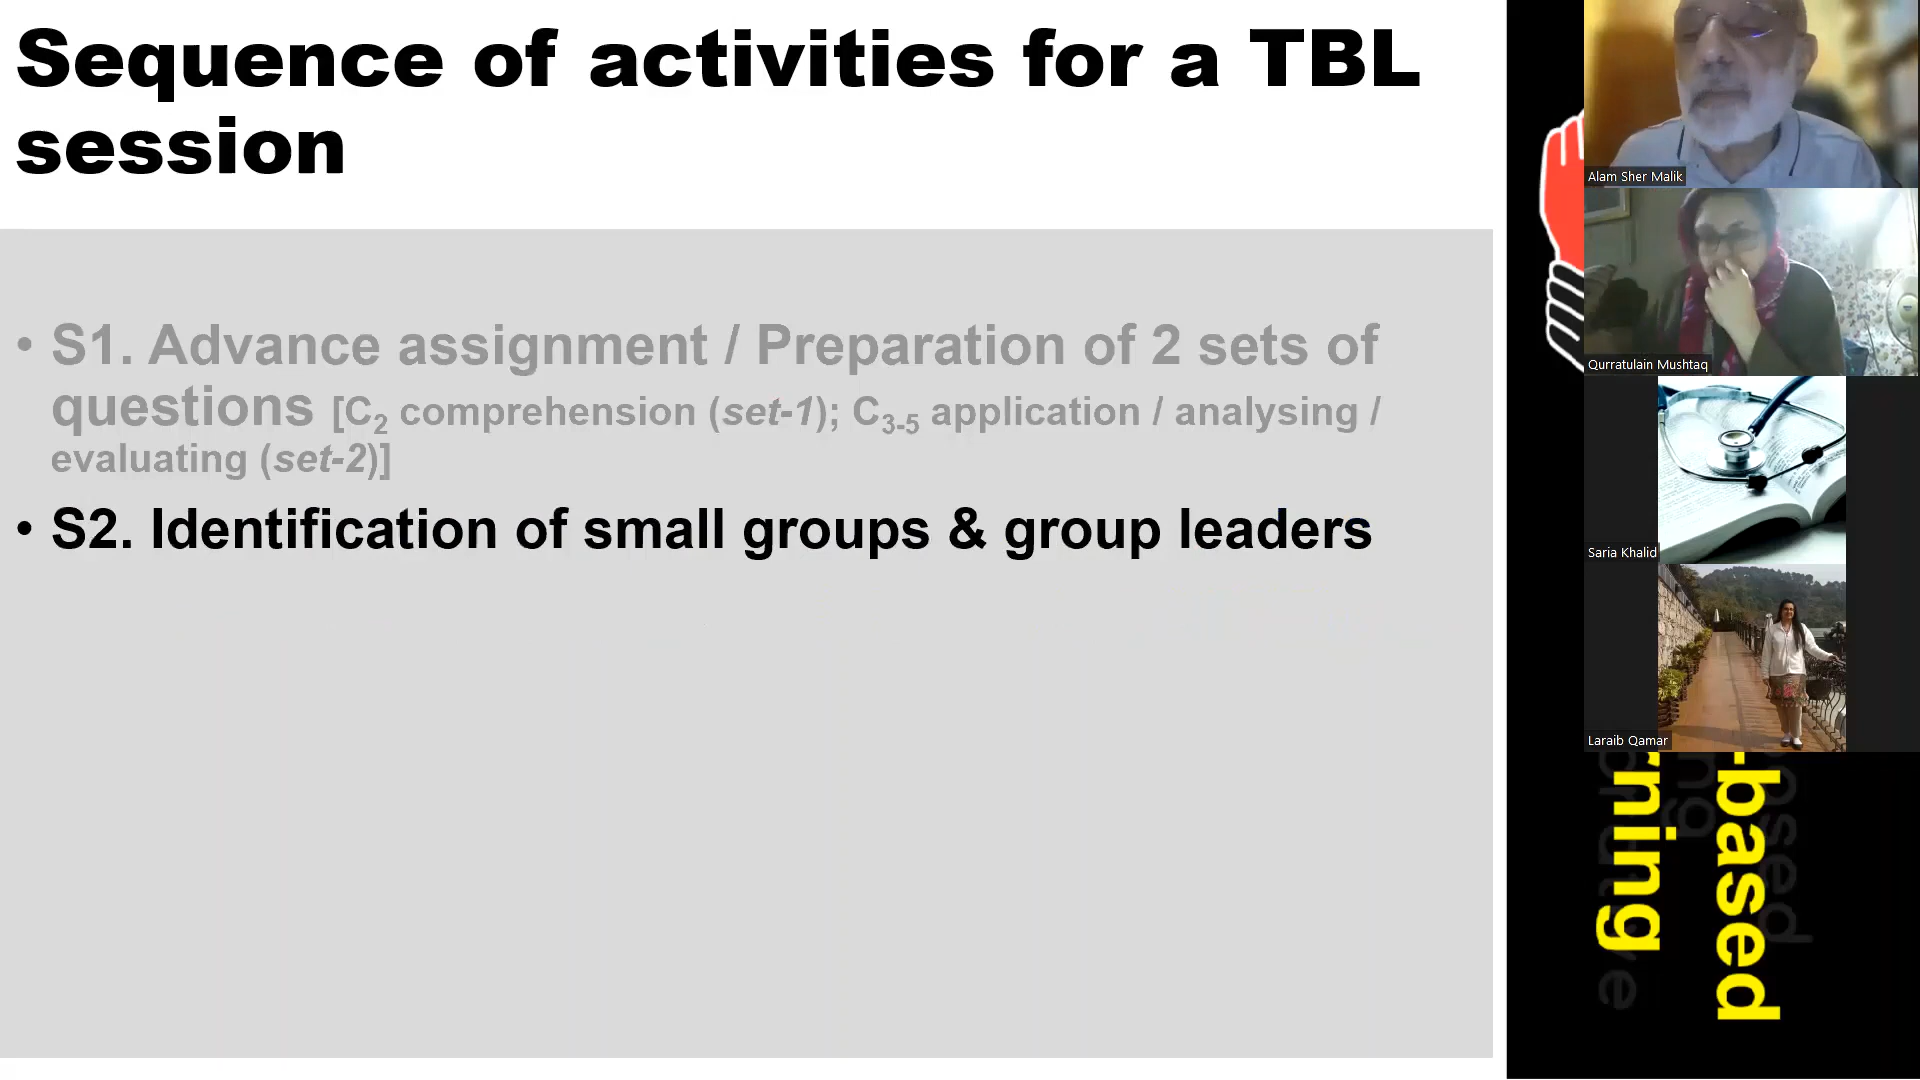 Sequence of activities for a TBL
session
• S1. Advance assignment / Preparation of 2 sets of
questions [C2 comprehension (set-1); C3-5 application / analysing /
evaluating (set-2)]
• S2. Identification of small groups & group leaders
Alam Sher Malik
Qurratulain Mushtaq
Saria Khalid
Laraib Qamar
-based
rning